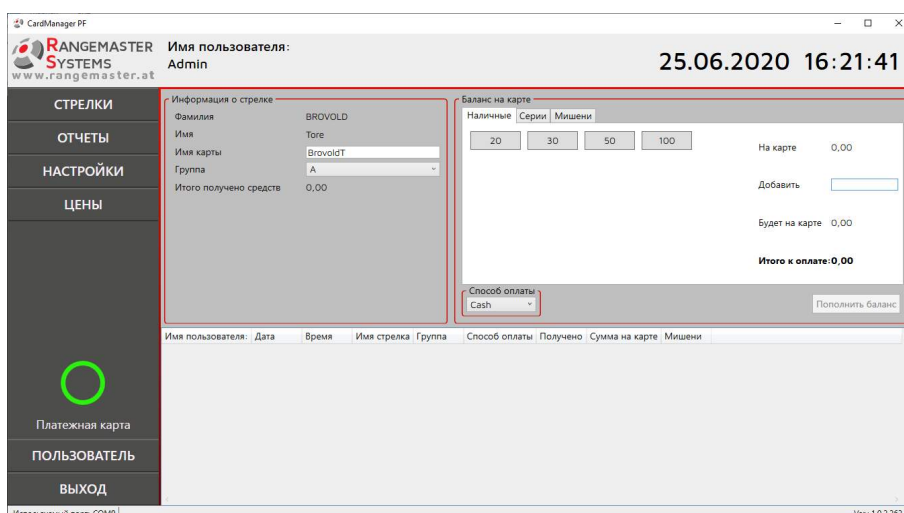 CardManager PF
RANGEMASTER
SYSTEMS
www.rangemaster.at
Имя пользователя:
Admin
25.06.2020 16:21:41
СТРЕЛКИ
ОТЧЕТЫ
НАСТРОЙКИ
ЦЕНЫ
Платежная карта
ПОЛЬЗОВАТЕЛЬ
ВЫХОД
Информация о стрелке
Фамилия BROVOLD
Имя Tore
Имя карты BrovoldT
Группа A
Итого получено средств 0,00
Баланс на карте
Наличные Серии Мишени
20 30 50 100
На карте 0,00
Добавить
Будет на карте 0,00
Итого к оплате:0,00
Способ оплаты
Cash
Пополнить баланс
Имя пользователя: Дата Время Имя стрелка Группа Способ оплаты Получено Сумма на карте Мишени